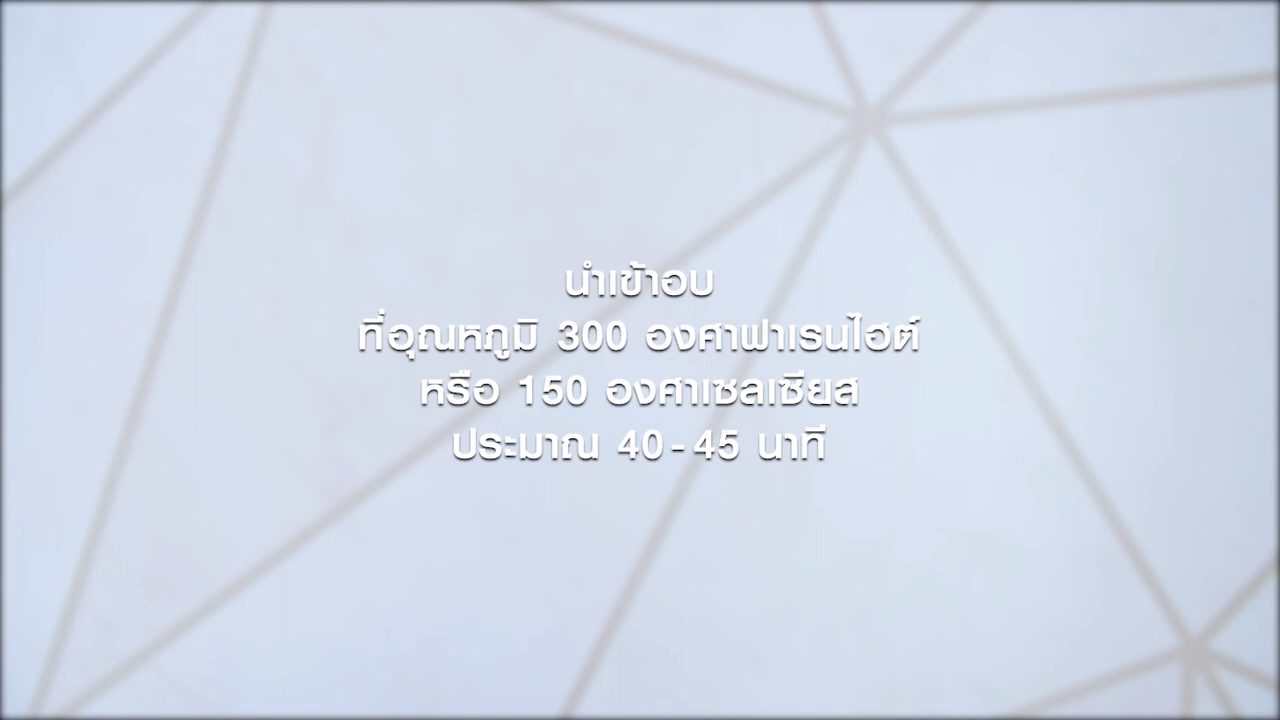 นำเข้าอบ
ที่อุณหภูมิ 300 องศาฟาเรนไฮต์
หรือ 150 องศาเซลเซียส
ประมาณ 40-45 นาที